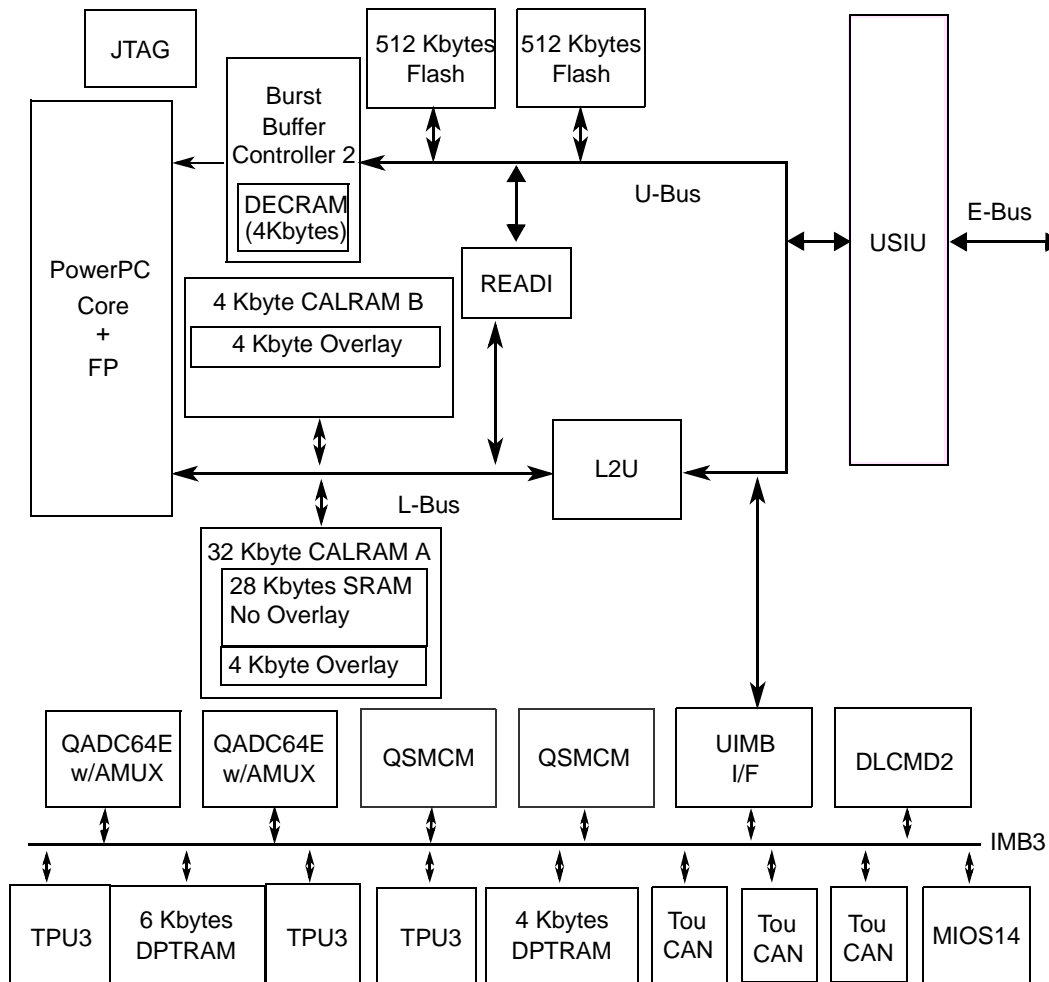 JTAG
512 Kbytes
Flash
512 Kbytes
Flash
Burst
Buffer
Controller 2
DECRAM
(4Kbytes)
U-Bus
E-Bus
USIU
PowerPC
Core
+
FP
READI
4 Kbyte CALRAM B
4 Kbyte Overlay
L2U
L-Bus
32 Kbyte CALRAM A
28 Kbytes SRAM
No Overlay
4 Kbyte Overlay
QADC64E
w/AMUX
QADC64E
w/AMUX
QSMCM
QSMCM
UIMB
I/F
DLCMD2
IMB3
TPU3
6 Kbytes
DPTRAM
TPU3
TPU3
4 Kbytes
DPTRAM
Tou
CAN
Tou
CAN
Tou
CAN
MIOS14